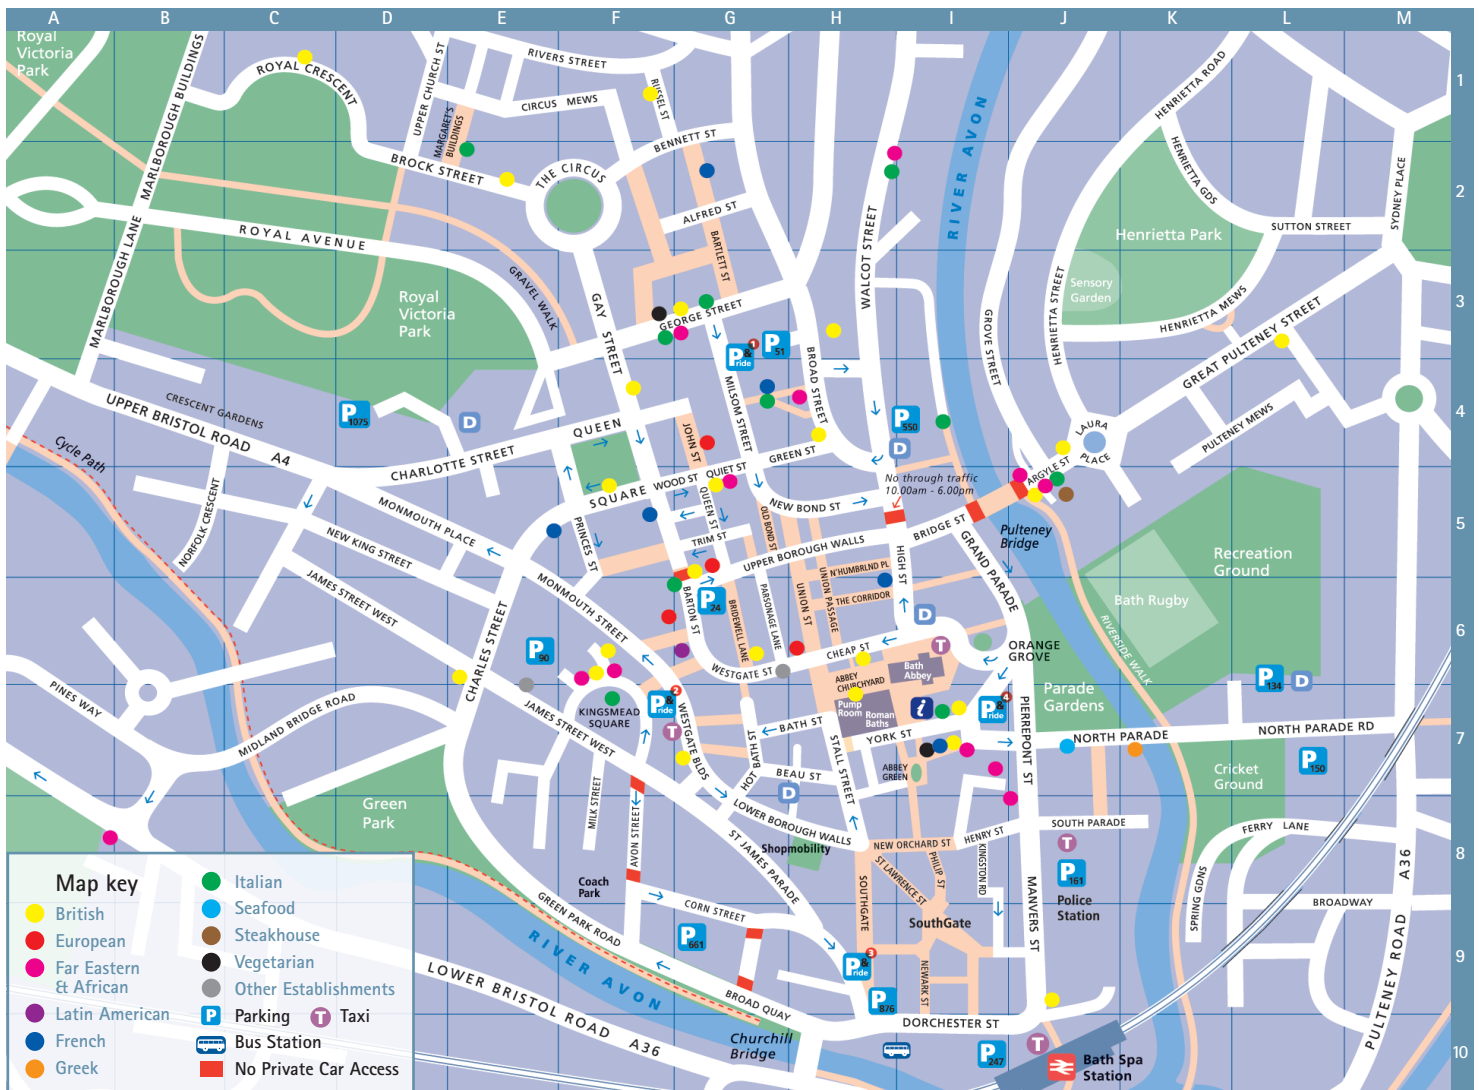 A B C D E F G H I J K L M
1
2
3
4
5
6
7
8
9
10
Royal
Victoria
Park
MARLBOROUGH BUILDINGS
ROYAL CRESCENT
UPPER CHURCH ST
RIVERS STREET
CIRCUS MEWS
MARGARET'S
BUILDINGS
RUSSEL ST
BENNETT ST
BROCK STREET
THE CIRCUS
ALFRED ST
BARTLETT ST
RIVER AVON
HENRIETTA ROAD
HENRIETTA GDS
SYDNEY PLACE
SUTTON STREET
Henrietta Park
Sensory
Garden
HENRIETTA STREET
HENRIETTA MEWS
GREAT PULTENEY STREET
PULTENEY MEWS
GROVE STREET
WALCOT STREET
ROYAL AVENUE
GRAVEL WALK
Royal
Victoria
Park
MARLBOROUGH LANE
GAY STREET
GEORGE STREET
P & ride 1
P 51
BROAD STREET
MILSOM STREET
UPPER BRISTOL ROAD A4
CRESCENT GARDENS
P 1075
D
P 550
D
LAURA
PLACE
ARGYLE ST
QUEEN
SQUARE
CHARLOTTE STREET
JOHN ST
WOOD ST
QUIET ST
QUEEN ST
GREEN ST
No through traffic
10.00am - 6.00pm
NEW BOND ST
OLD BOND ST
BRIDGE ST
Pulteney
Bridge
Cycle Path
NORFOLK CRESCENT
MONMOUTH PLACE
NEW KING STREET
JAMES STREET WEST
PRINCES ST
TRIM ST
UPPER BOROUGH WALLS
HIGH ST
GRAND PARADE
N'HUMBRLND PL
THE CORRIDOR
UNION ST
UNION PASSAGE
PARSONAGE LANE
BRIDEWELL LANE
BARTON ST
P 24
MONMOUTH STREET
CHARLES STREET
P 90
Recreation
Ground
Bath Rugby
RIVERSIDE WALK
D
T
CHEAP ST
WESTGATE ST
ORANGE
GROVE
Bath
Abbey
ABBEY
CHURCHYARD
Pump
Room
Roman
Baths
i
P & ride 4
Parade
Gardens
P 134
D
PINES WAY
MIDLAND BRIDGE ROAD
JAMES STREET WEST
KINGSMEAD
SQUARE
P & ride 2
T
WESTGATE BLDS
BATH ST
HOT BATH ST
YORK ST
STALL STREET
ABBEY
GREEN
BEAU ST
D
PIERREPONT ST
NORTH PARADE
NORTH PARADE RD
P 150
Cricket
Ground
Green
Park
MILK STREET
AVON STREET
LOWER BOROUGH WALLS
ST JAMES PARADE
Shopmobility
NEW ORCHARD ST
HENRY ST
SOUTH PARADE
T
P 161
Police
Station
FERRY LANE
SPRING GDNS
BROADWAY
A36
PULTENEY ROAD
Coach
Park
CORN STREET
GREEN PARK ROAD
P 661
SOUTHGATE
ST LAWRENCE ST
PHILIP ST
KINGSTON RD
MANVERS ST
SouthGate
NEWARK ST
P & ride 3
P 876
BROAD QUAY
RIVER AVON
LOWER BRISTOL ROAD A36
Churchill
Bridge
DORCHESTER ST
P 247
T
Bath Spa
Station
Map key
British
European
Far Eastern
& African
Latin American
French
Greek
Italian
Seafood
Steakhouse
Vegetarian
Other Establishments
P Parking T Taxi
Bus Station
No Private Car Access